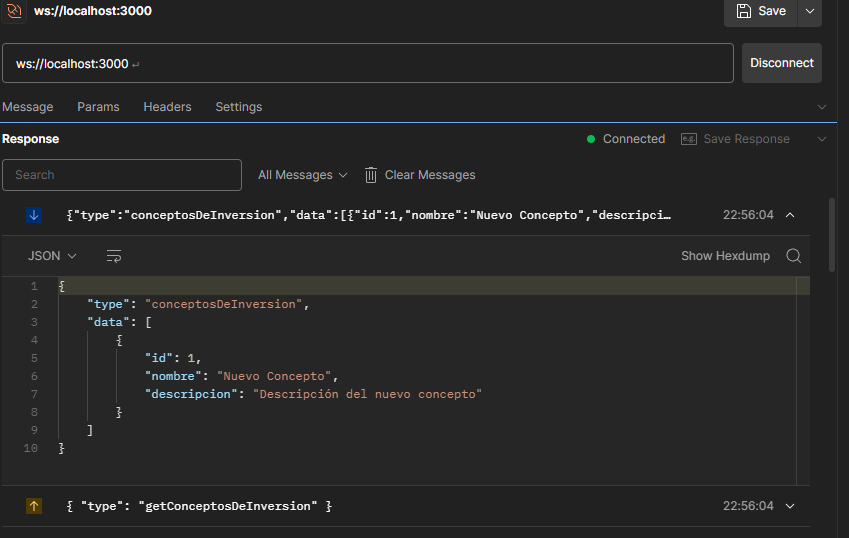 ws://localhost:3000
Save
ws://localhost:3000 ↵
Disconnect
Message Params Headers Settings
Response
Connected
e.g. Save Response
Search
All Messages
Clear Messages
{"type":"conceptosDeInversion","data":[{"id":1,"nombre":"Nuevo Concepto","descripci…
22:56:04
JSON
Show Hexdump
1 {
2 "type": "conceptosDeInversion",
3 "data": [
4 {
5 "id": 1,
6 "nombre": "Nuevo Concepto",
7 "descripcion": "Descripción del nuevo concepto"
8 }
9 ]
10 }
{ "type": "getConceptosDeInversion" }
22:56:04